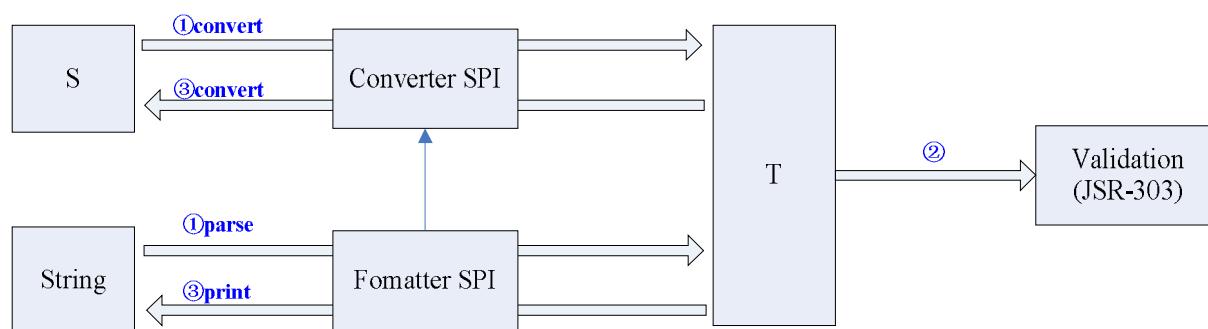 ①convert
S
Converter SPI
③convert
T
②
Validation
(JSR-303)
①parse
String
Fomatter SPI
③print